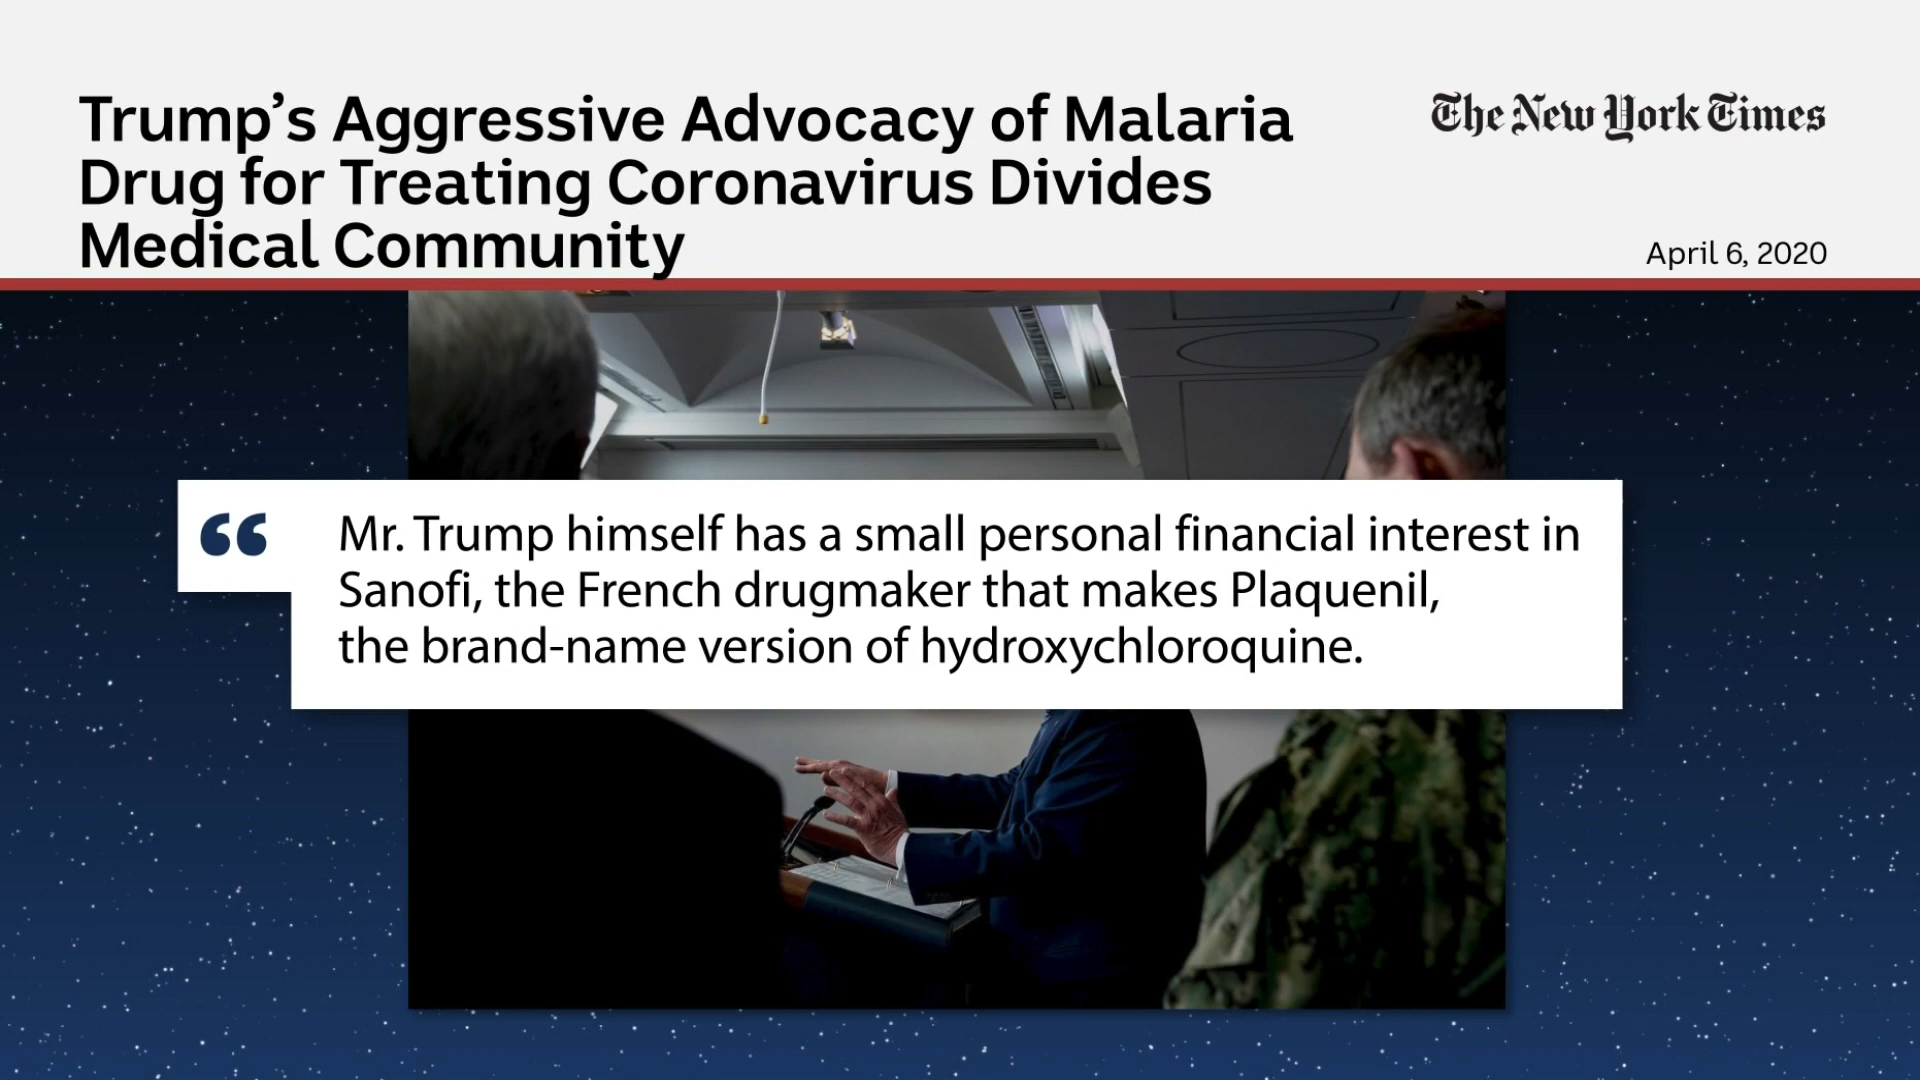 Trump’s Aggressive Advocacy of Malaria
Drug for Treating Coronavirus Divides
Medical Community
The New York Times
April 6, 2020
“
Mr. Trump himself has a small personal financial interest in
Sanofi, the French drugmaker that makes Plaquenil,
the brand-name version of hydroxychloroquine.